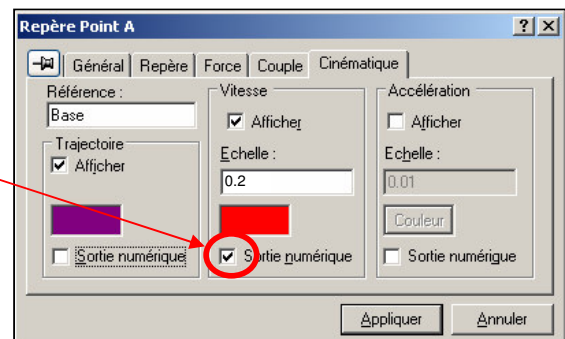 Repère Point A
Général Repère Force Couple Cinématique
Référence :
Base
Trajectoire
Afficher
Sortie numérique
Vitesse
Afficher
Echelle :
0.2
Sortie numérique
Accélération
Afficher
Echelle :
0.01
Couleur
Sortie numérique
Appliquer Annuler